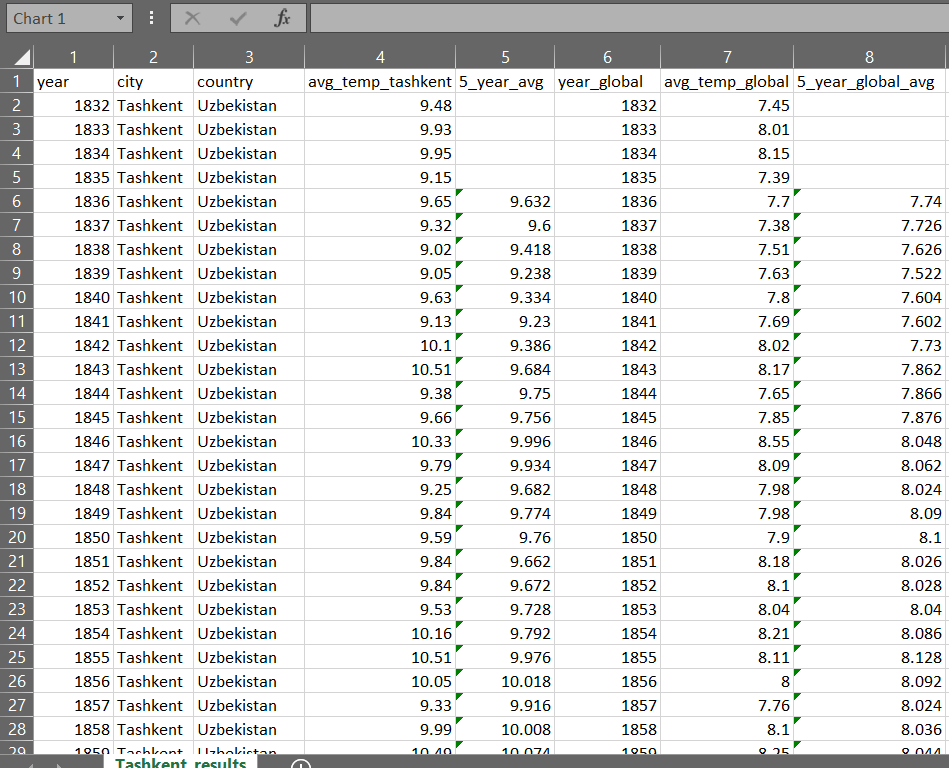 Chart 1 fx
1 2 3 4 5 6 7 8
1 year city country avg_temp_tashkent 5_year_avg year_global avg_temp_global 5_year_global_avg
2 1832 Tashkent Uzbekistan 9.48 1832 7.45
3 1833 Tashkent Uzbekistan 9.93 1833 8.01
4 1834 Tashkent Uzbekistan 9.95 1834 8.15
5 1835 Tashkent Uzbekistan 9.15 1835 7.39
6 1836 Tashkent Uzbekistan 9.65 9.632 1836 7.7 7.74
7 1837 Tashkent Uzbekistan 9.32 9.6 1837 7.38 7.726
8 1838 Tashkent Uzbekistan 9.02 9.418 1838 7.51 7.626
9 1839 Tashkent Uzbekistan 9.05 9.238 1839 7.63 7.522
10 1840 Tashkent Uzbekistan 9.63 9.334 1840 7.8 7.604
11 1841 Tashkent Uzbekistan 9.13 9.23 1841 7.69 7.602
12 1842 Tashkent Uzbekistan 10.1 9.386 1842 8.02 7.73
13 1843 Tashkent Uzbekistan 10.51 9.684 1843 8.17 7.862
14 1844 Tashkent Uzbekistan 9.38 9.75 1844 7.65 7.866
15 1845 Tashkent Uzbekistan 9.66 9.756 1845 7.85 7.876
16 1846 Tashkent Uzbekistan 10.33 9.996 1846 8.55 8.048
17 1847 Tashkent Uzbekistan 9.79 9.934 1847 8.09 8.062
18 1848 Tashkent Uzbekistan 9.25 9.682 1848 7.98 8.024
19 1849 Tashkent Uzbekistan 9.84 9.774 1849 7.98 8.09
20 1850 Tashkent Uzbekistan 9.59 9.76 1850 7.9 8.1
21 1851 Tashkent Uzbekistan 9.84 9.662 1851 8.18 8.026
22 1852 Tashkent Uzbekistan 9.84 9.672 1852 8.1 8.028
23 1853 Tashkent Uzbekistan 9.53 9.728 1853 8.04 8.04
24 1854 Tashkent Uzbekistan 10.16 9.792 1854 8.21 8.086
25 1855 Tashkent Uzbekistan 10.51 9.976 1855 8.11 8.128
26 1856 Tashkent Uzbekistan 10.05 10.018 1856 8 8.092
27 1857 Tashkent Uzbekistan 9.33 9.916 1857 7.76 8.024
28 1858 Tashkent Uzbekistan 9.99 10.008 1858 8.1 8.036
29 1859 Tashkent Uzbekistan 10.49 10.074 1859 8.25 8.044
Tashkent_results